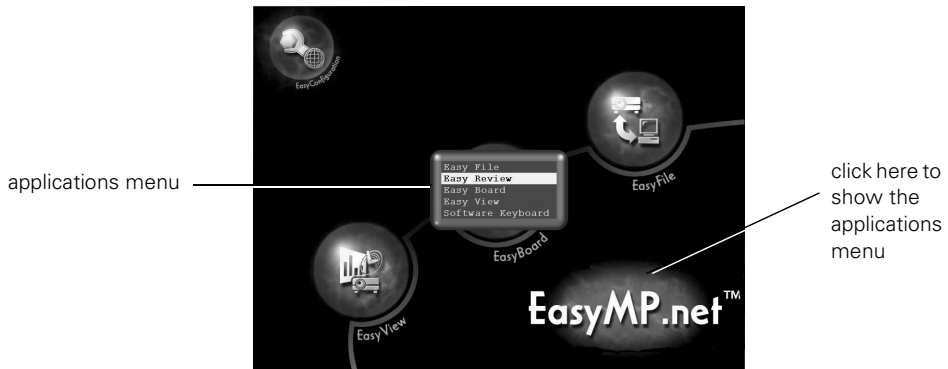 EasyConfiguration
EasyFile
applications menu
Easy File
Easy Review
Easy Board
Easy View
Software Keyboard
click here to
show the
applications
menu
EasyBoard
EasyView
EasyMP.net™